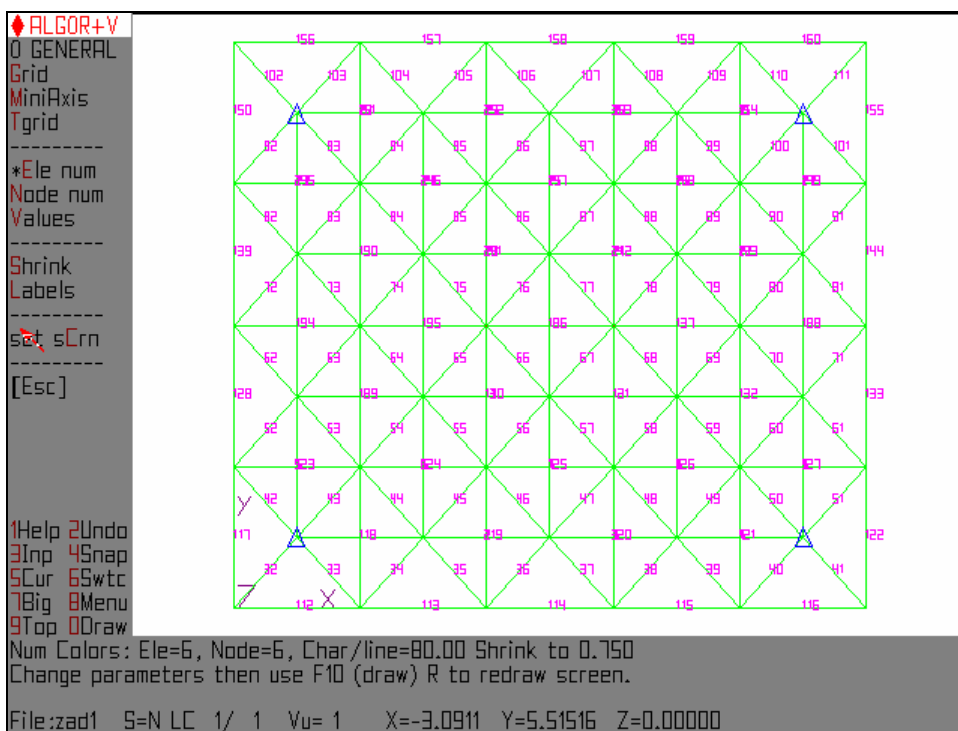 ALGOR+V
0 GENERAL
Grid
MiniAxis
Tgrid
---------
*Ele num
Node num
Values
---------
Shrink
Labels
---------
set sCrn
---------
[Esc]
1Help 2Undo
3Inp 4Snap
5Cur 6Swtc
7Big 8Menu
9Top 0Draw
156 157 158 159 160
102 103 104 105 106 107 108 109 110 111
150 155
92 93 94 95 96 97 98 99 100 101
82 83 84 85 86 87 88 89 90 91
139 190 144
72 73 74 75 76 77 78 79 80 81
194 195 186 137 188
62 63 64 65 66 67 68 69 70 71
128 133
52 53 54 55 56 57 58 59 60 61
Y 42 43 44 45 46 47 48 49 50 51
117 118 122
32 33 34 35 36 37 38 39 40 41
Z 112 X 113 114 115 116
Num Colors: Ele=6, Node=6, Char/line=80.00 Shrink to 0.750
Change parameters then use F10 (draw) R to redraw screen.
File:zad1 S=N LC 1/ 1 Vu= 1 X=-3.0911 Y=5.51516 Z=0.00000